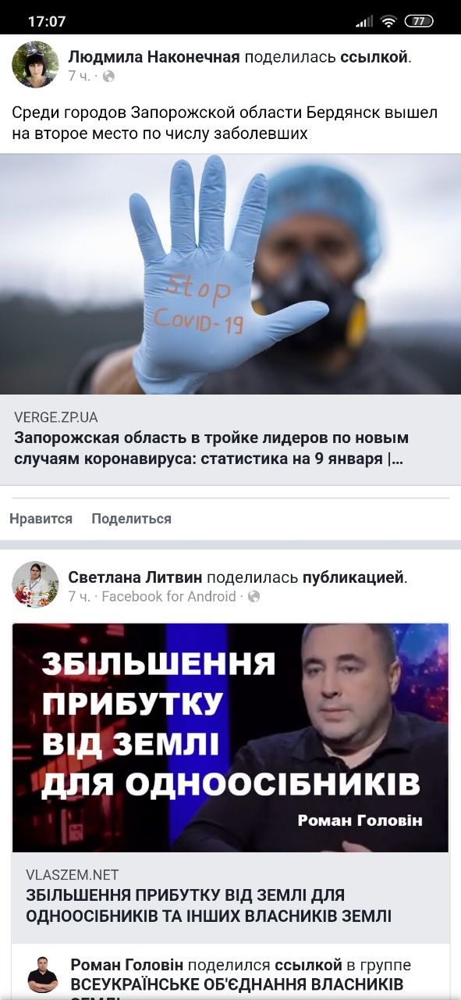 17:07
77
Людмила Наконечная поделилась ссылкой.
7 ч. ·
Среди городов Запорожской области Бердянск вышел
на второе место по числу заболевших
Stop
COVID-19
VERGE.ZP.UA
Запорожская область в тройке лидеров по новым
случаям коронавируса: статистика на 9 января |...
Нравится Поделиться
Светлана Литвин поделилась публикацией.
7 ч. · Facebook for Android ·
ЗБІЛЬШЕННЯ
ПРИБУТКУ
ВІД ЗЕМЛІ
ДЛЯ ОДНООСІБНИКІВ
Роман Головін
VLASZEM.NET
ЗБІЛЬШЕННЯ ПРИБУТКУ ВІД ЗЕМЛІ ДЛЯ
ОДНООСІБНИКІВ ТА ІНШИХ ВЛАСНИКІВ ЗЕМЛІ
Роман Головін поделился ссылкой в группе
ВСЕУКРАЇНСЬКЕ ОБ'ЄДНАННЯ ВЛАСНИКІВ